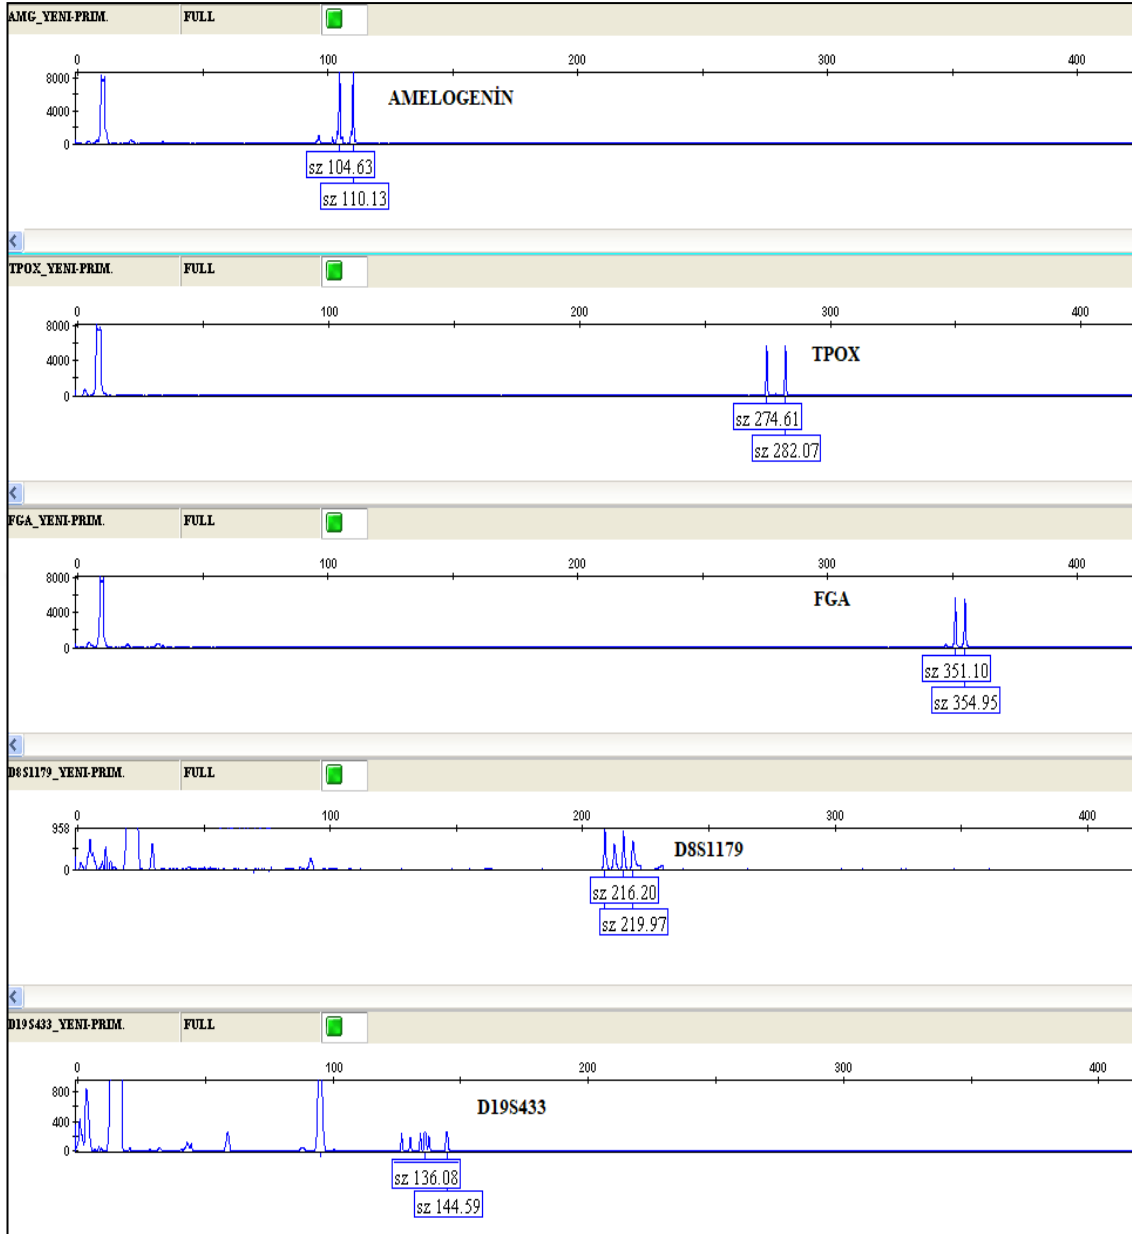 AMG_YENI-PRIM. FULL
0 100 200 300 400
8000
AMELOGENİN
4000
0
sz 104.63
sz 110.13
TPOX_YENI-PRIM. FULL
0 100 200 300 400
8000
TPOX
4000
0
sz 274.61
sz 282.07
FGA_YENI-PRIM. FULL
0 100 200 300 400
8000
FGA
4000
0
sz 351.10
sz 354.95
D8S1179_YENI-PRIM. FULL
0 100 200 300 400
958
D8S1179
0
sz 216.20
sz 219.97
D19S433_YENI-PRIM. FULL
0 100 200 300 400
800
D19S433
400
0
sz 136.08
sz 144.59